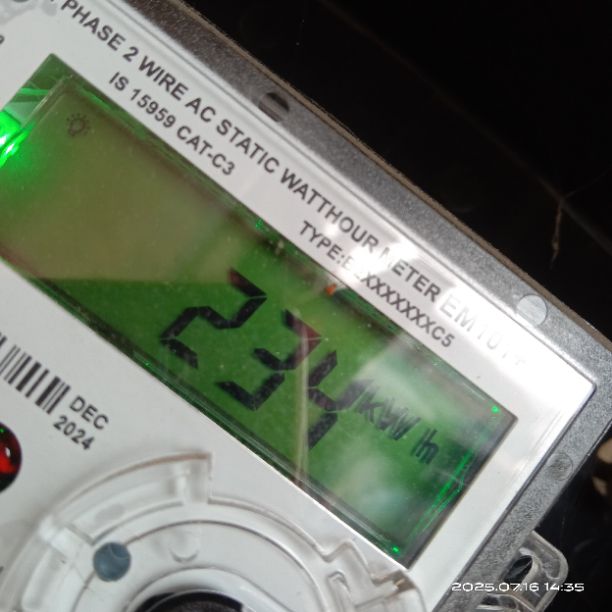 PHASE 2 WIRE AC STATIC WATTHOUR METER EM101+
IS 15959 CAT-C3
234
kWh
DEC
2024
2025.07.16 14:35